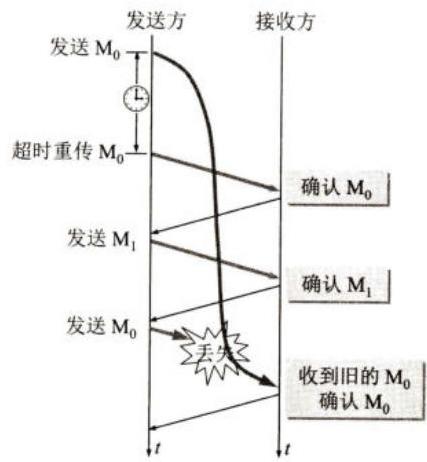 发送方
接收方
发送 M₀
超时重传 M₀
确认 M₀
发送 M₁
确认 M₁
发送 M₀
丢失
收到旧的 M₀
确认 M₀
t
t